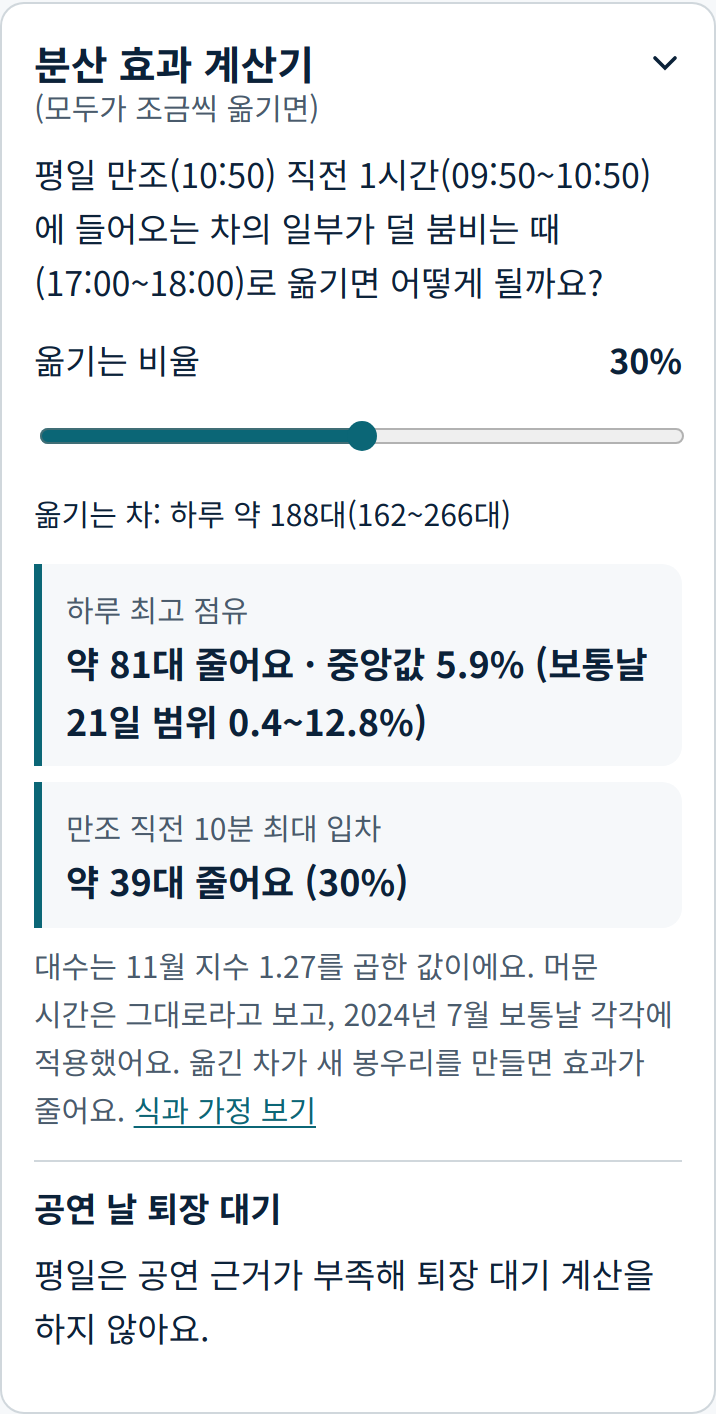 분산 효과 계산기
(모두가 조금씩 옮기면)
평일 만조(10:50) 직전 1시간(09:50~10:50)
에 들어오는 차의 일부가 덜 붐비는 때
(17:00~18:00)로 옮기면 어떻게 될까요?
옮기는 비율 30%
옮기는 차: 하루 약 188대(162~266대)
하루 최고 점유
약 81대 줄어요 · 중앙값 5.9% (보통날
21일 범위 0.4~12.8%)
만조 직전 10분 최대 입차
약 39대 줄어요 (30%)
대수는 11월 지수 1.27를 곱한 값이에요. 머문
시간은 그대로라고 보고, 2024년 7월 보통날 각각에
적용했어요. 옮긴 차가 새 봉우리를 만들면 효과가
줄어요. 식과 가정 보기
공연 날 퇴장 대기
평일은 공연 근거가 부족해 퇴장 대기 계산을
하지 않아요.